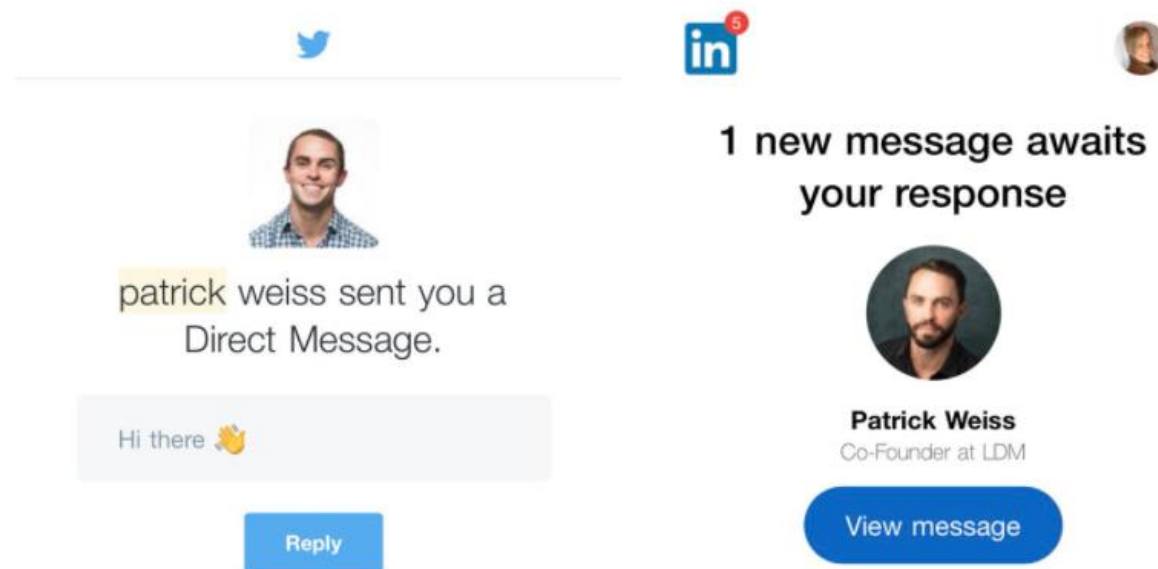 patrick weiss sent you a
Direct Message.
Hi there 👋
Reply
in
5
1 new message awaits
your response
Patrick Weiss
Co-Founder at LDM
View message